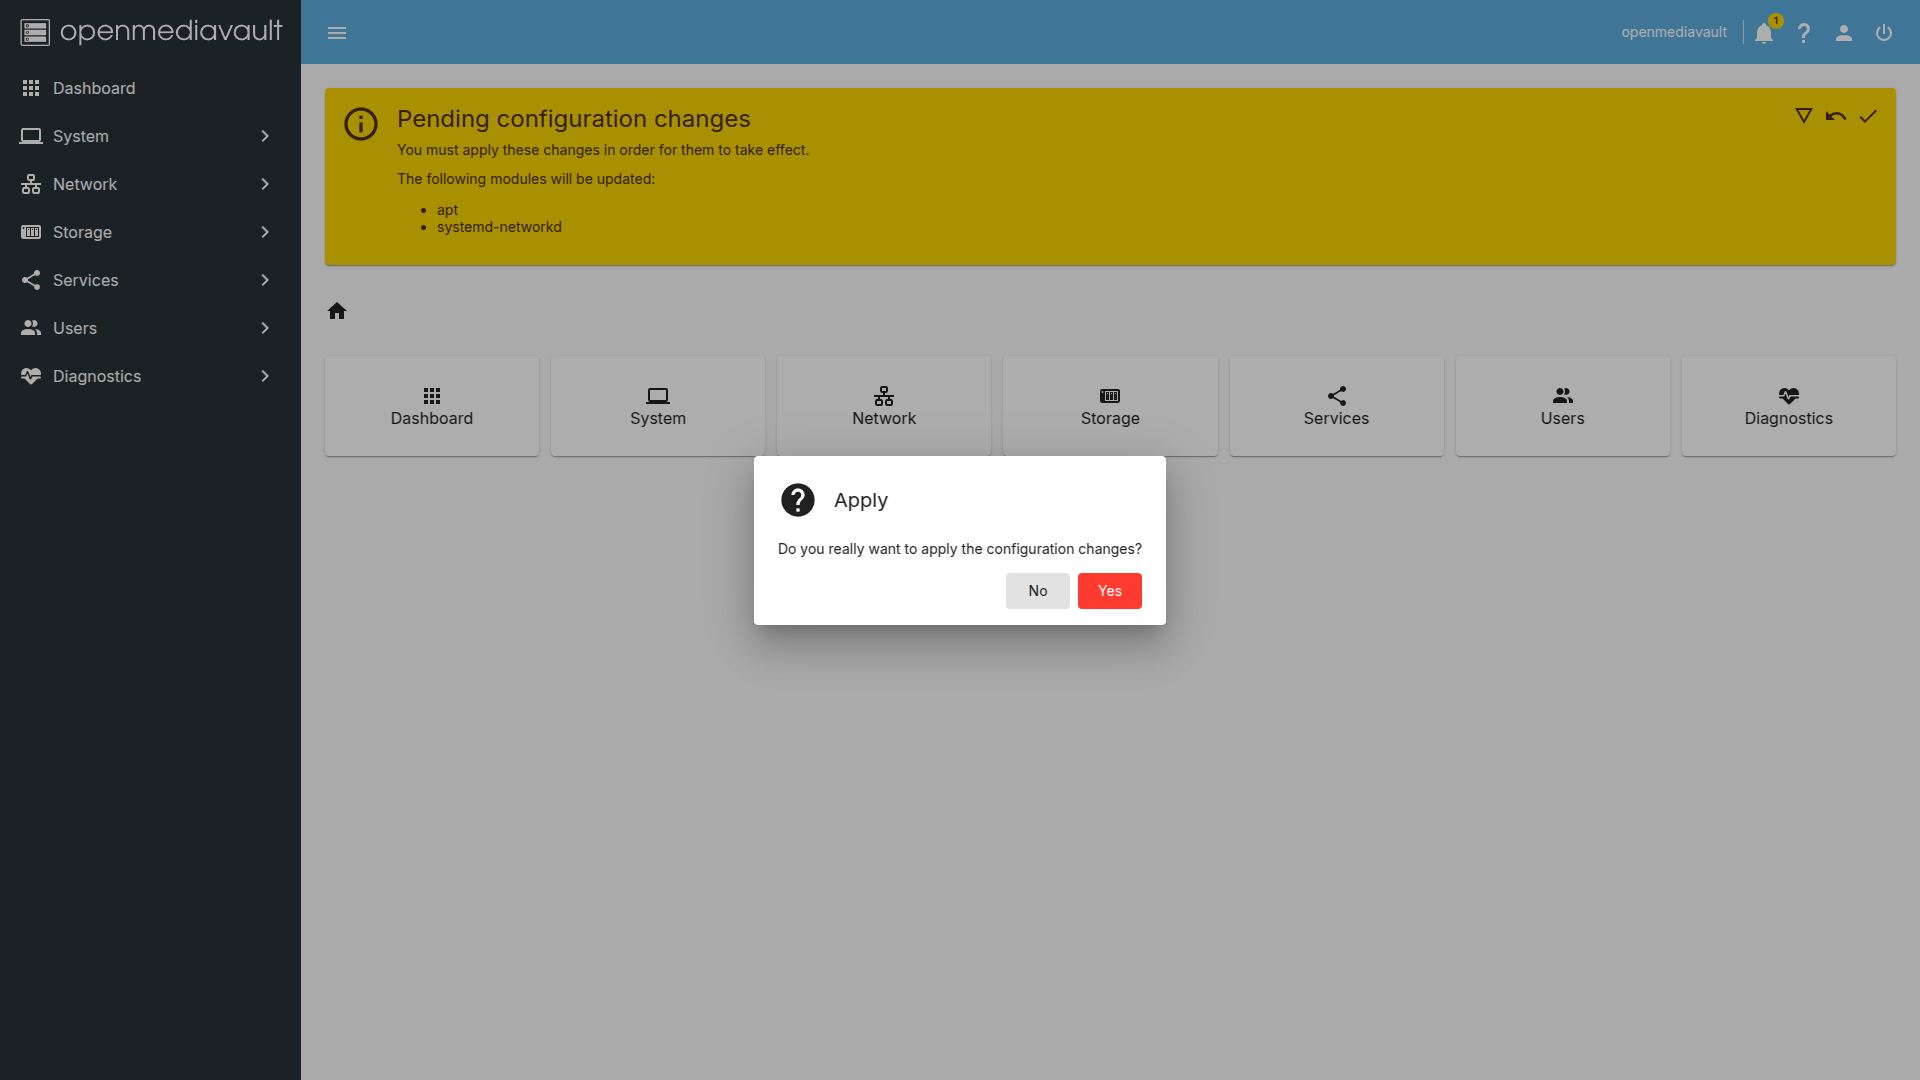 openmediavault
openmediavault
1
Dashboard
System
Network
Storage
Services
Users
Diagnostics
Pending configuration changes
You must apply these changes in order for them to take effect.
The following modules will be updated:
apt
systemd-networkd
Dashboard
System
Network
Storage
Services
Users
Diagnostics
Apply
Do you really want to apply the configuration changes?
No
Yes